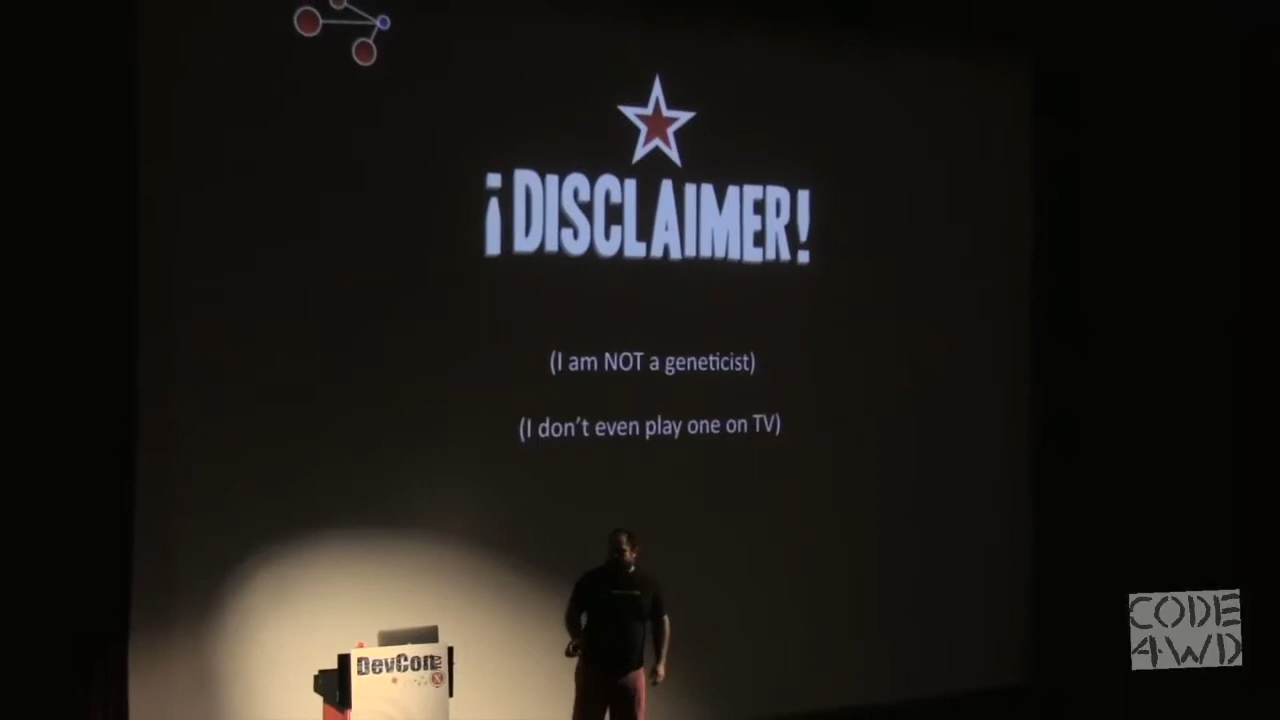 ¡DISCLAIMER!
(I am NOT a geneticist)
(I don't even play one on TV)
DevCon
CODE
4WD